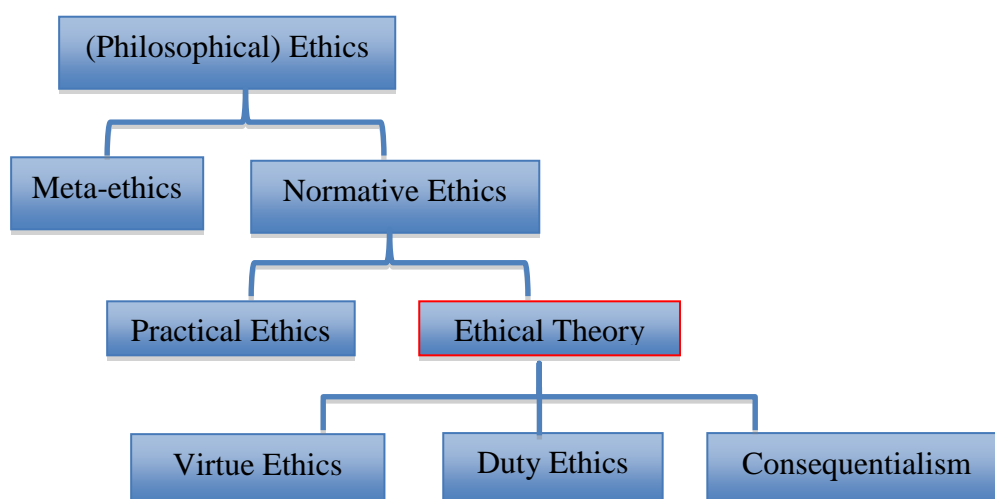 (Philosophical) Ethics
Meta-ethics
Normative Ethics
Practical Ethics
Ethical Theory
Virtue Ethics
Duty Ethics
Consequentialism